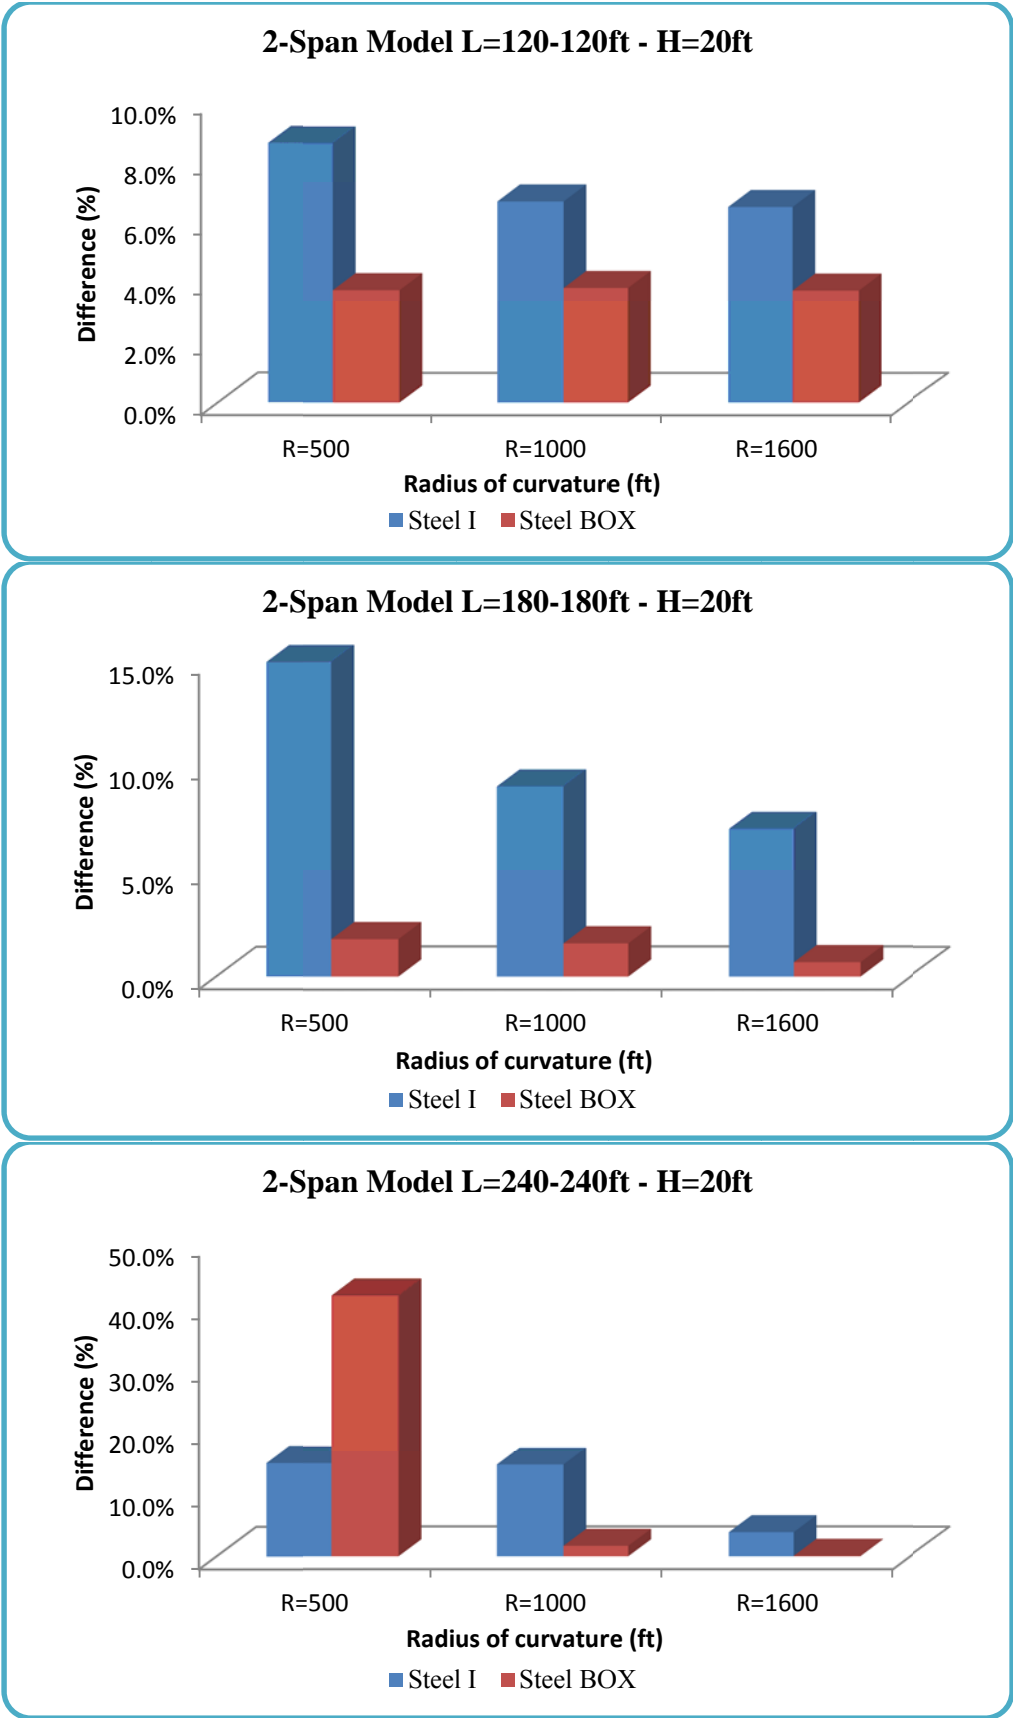 2-Span Model L=120-120ft - H=20ft
10.0%
8.0%
6.0%
4.0%
2.0%
0.0%
Difference (%)
R=500 R=1000 R=1600
Radius of curvature (ft)
Steel I Steel BOX
2-Span Model L=180-180ft - H=20ft
15.0%
10.0%
5.0%
0.0%
Difference (%)
R=500 R=1000 R=1600
Radius of curvature (ft)
Steel I Steel BOX
2-Span Model L=240-240ft - H=20ft
50.0%
40.0%
30.0%
20.0%
10.0%
0.0%
Difference (%)
R=500 R=1000 R=1600
Radius of curvature (ft)
Steel I Steel BOX